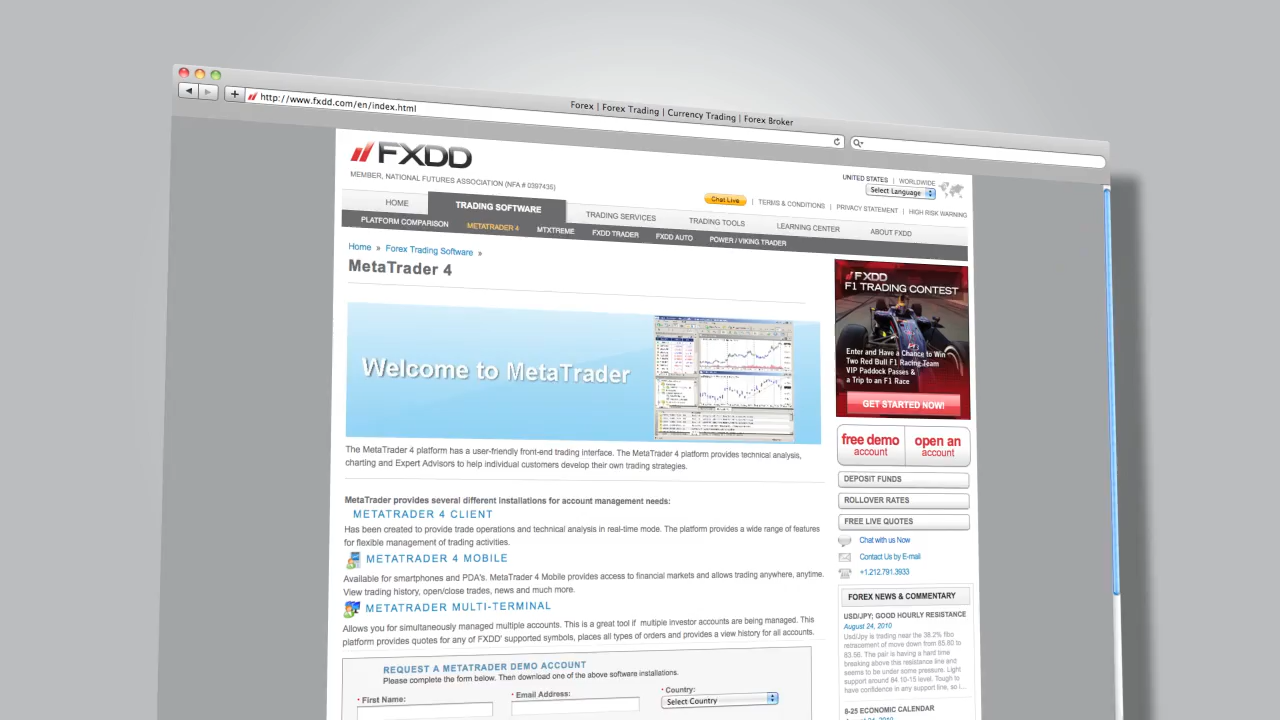 Forex | Forex Trading | Currency Trading | Forex Broker
http://www.fxdd.com/en/index.html
FXDD
MEMBER, NATIONAL FUTURES ASSOCIATION (NFA # 0397435)
UNITED STATES | WORLDWIDE
Select Language
Chat Live | TERMS & CONDITIONS | PRIVACY STATEMENT | HIGH RISK WARNING
HOME TRADING SOFTWARE TRADING SERVICES TRADING TOOLS LEARNING CENTER ABOUT FXDD
PLATFORM COMPARISON METATRADER 4 MTXTREME FXDD TRADER FXDD AUTO POWER / VIKING TRADER
Home » Forex Trading Software »
MetaTrader 4
Welcome to MetaTrader
The MetaTrader 4 platform has a user-friendly front-end trading interface. The MetaTrader 4 platform provides technical analysis,
charting and Expert Advisors to help individual customers develop their own trading strategies.
MetaTrader provides several different installations for account management needs:
METATRADER 4 CLIENT
Has been created to provide trade operations and technical analysis in real-time mode. The platform provides a wide range of features
for flexible management of trading activities.
METATRADER 4 MOBILE
Available for smartphones and PDA's. MetaTrader 4 Mobile provides access to financial markets and allows trading anywhere, anytime.
View trading history, open/close trades, news and much more.
METATRADER MULTI-TERMINAL
Allows you for simultaneously managed multiple accounts. This is a great tool if multiple investor accounts are being managed. This
platform provides quotes for any of FXDD' supported symbols, places all types of orders and provides a view history for all accounts.
REQUEST A METATRADER DEMO ACCOUNT
Please complete the form below. Then download one of the above software installations.
* First Name: * Email Address: * Country:
Select Country
FXDD
F1 TRADING CONTEST
Enter and Have a Chance to Win
Two Red Bull F1 Racing Team
VIP Paddock Passes &
a Trip to an F1 Race
GET STARTED NOW!
free demo account
open an account
DEPOSIT FUNDS
ROLLOVER RATES
FREE LIVE QUOTES
Chat with us Now
Contact Us by E-mail
+1.212.791.3933
FOREX NEWS & COMMENTARY
USD/JPY; GOOD HOURLY RESISTANCE
August 24, 2010
Usd/Jpy is trading near the 38.2% fibo
retracement of move down from 85.80 to
83.58. The pair is having a hard time
breaking above this resistance line and
seems to be under some pressure. Light
support around 84.10-15 level. Tough to
have confidence in any support line, so i...
8-25 ECONOMIC CALENDAR